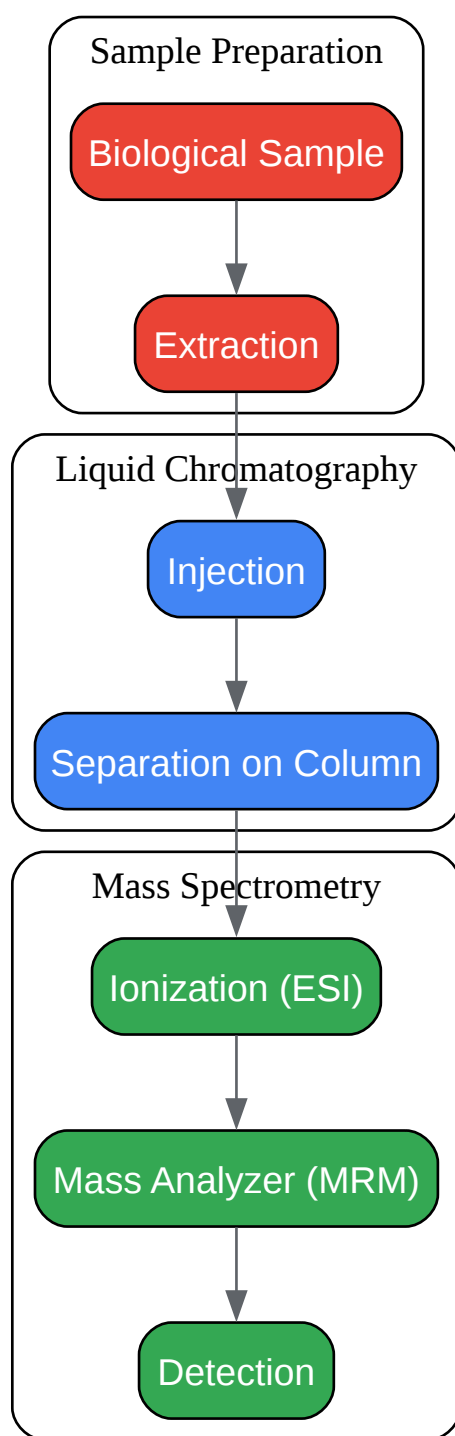 Sample Preparation
Biological Sample
Extraction
Liquid Chromatography
Injection
Separation on Column
Mass Spectrometry
Ionization (ESI)
Mass Analyzer (MRM)
Detection